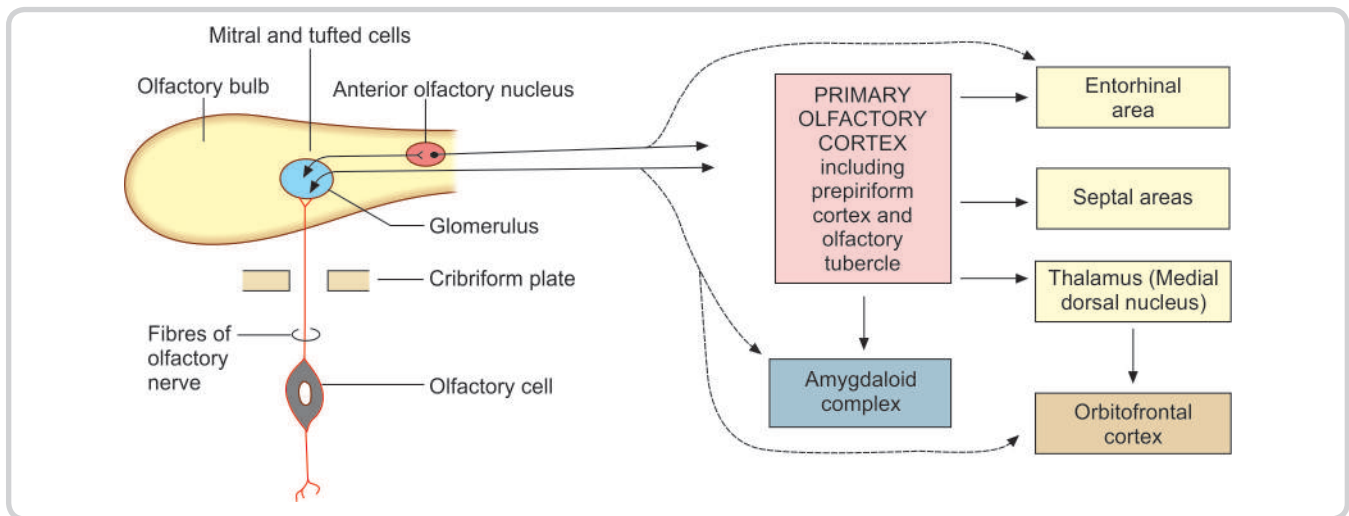 Mitral and tufted cells
Olfactory bulb
Anterior olfactory nucleus
Glomerulus
Cribriform plate
Fibres of
olfactory
nerve
Olfactory cell
PRIMARY
OLFACTORY
CORTEX
including
prepiriform
cortex and
olfactory
tubercle
Amygdaloid
complex
Entorhinal
area
Septal areas
Thalamus (Medial
dorsal nucleus)
Orbitofrontal
cortex